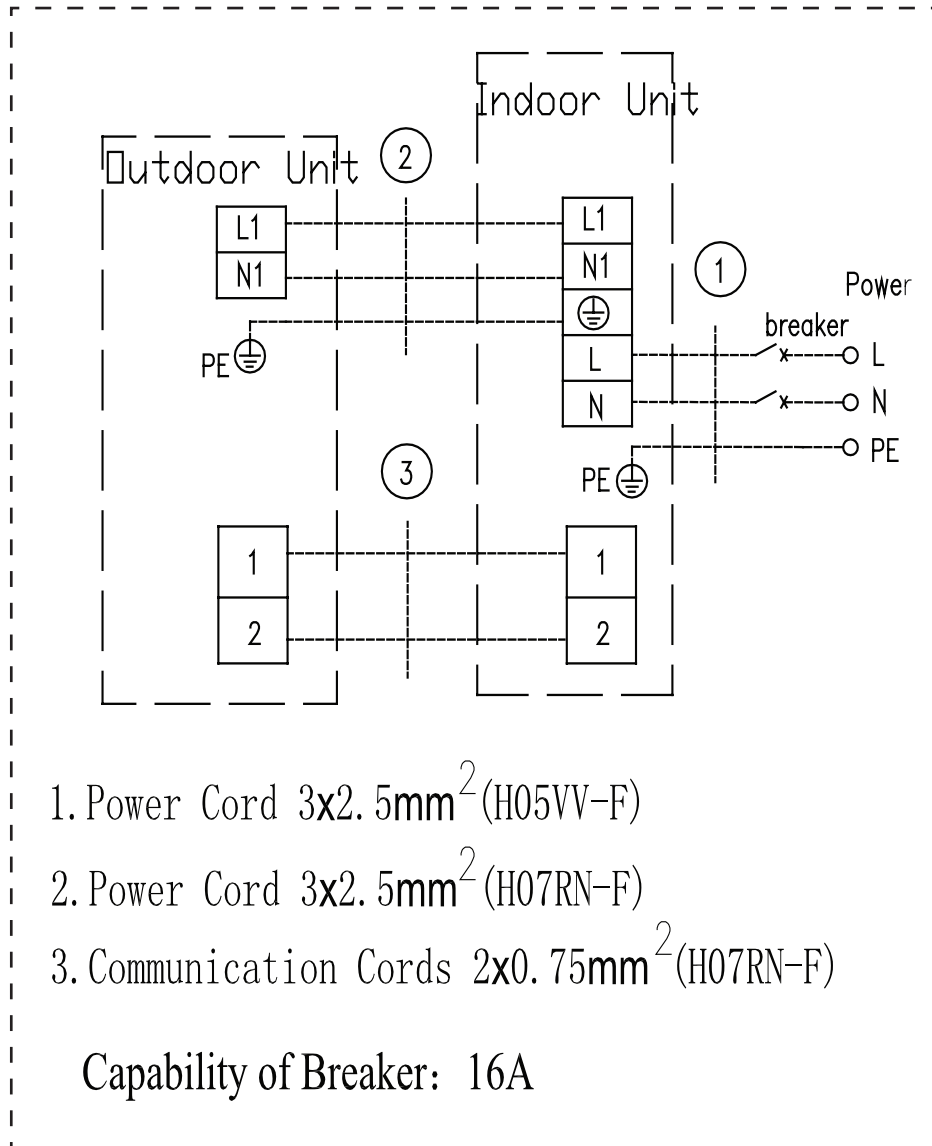 Indoor Unit
Outdoor Unit
2
L1
L1
N1
N1
1
Power
breaker
PE
L
L
N
N
PE
PE
3
1
1
2
2
1. Power Cord 3x2.5mm²(H05VV-F)
2. Power Cord 3x2.5mm²(H07RN-F)
3. Communication Cords 2x0.75mm²(H07RN-F)
Capability of Breaker: 16A